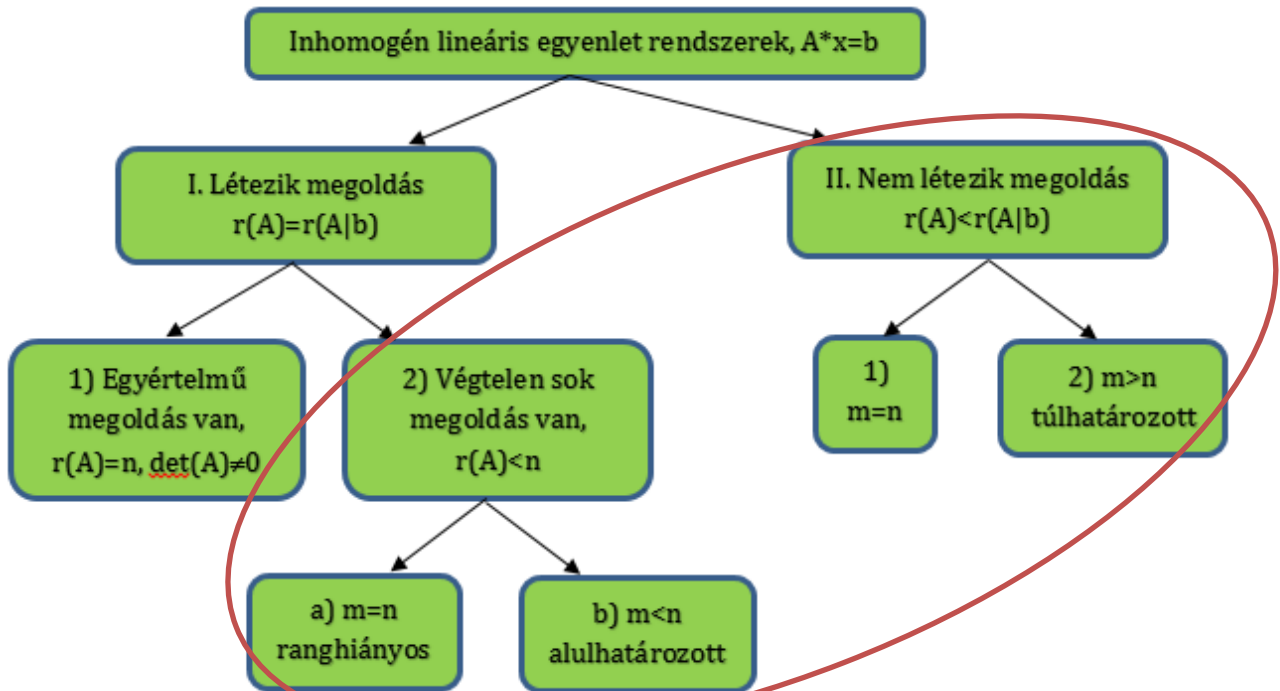 Inhomogén lineáris egyenlet rendszerek, A*x=b
I. Létezik megoldás
r(A)=r(A|b)
II. Nem létezik megoldás
r(A)<r(A|b)
1) Egyértelmű
megoldás van,
r(A)=n, det(A)≠0
2) Végtelen sok
megoldás van,
r(A)<n
1)
m=n
2) m>n
túlhatározott
a) m=n
ranghiányos
b) m<n
alulhatározott